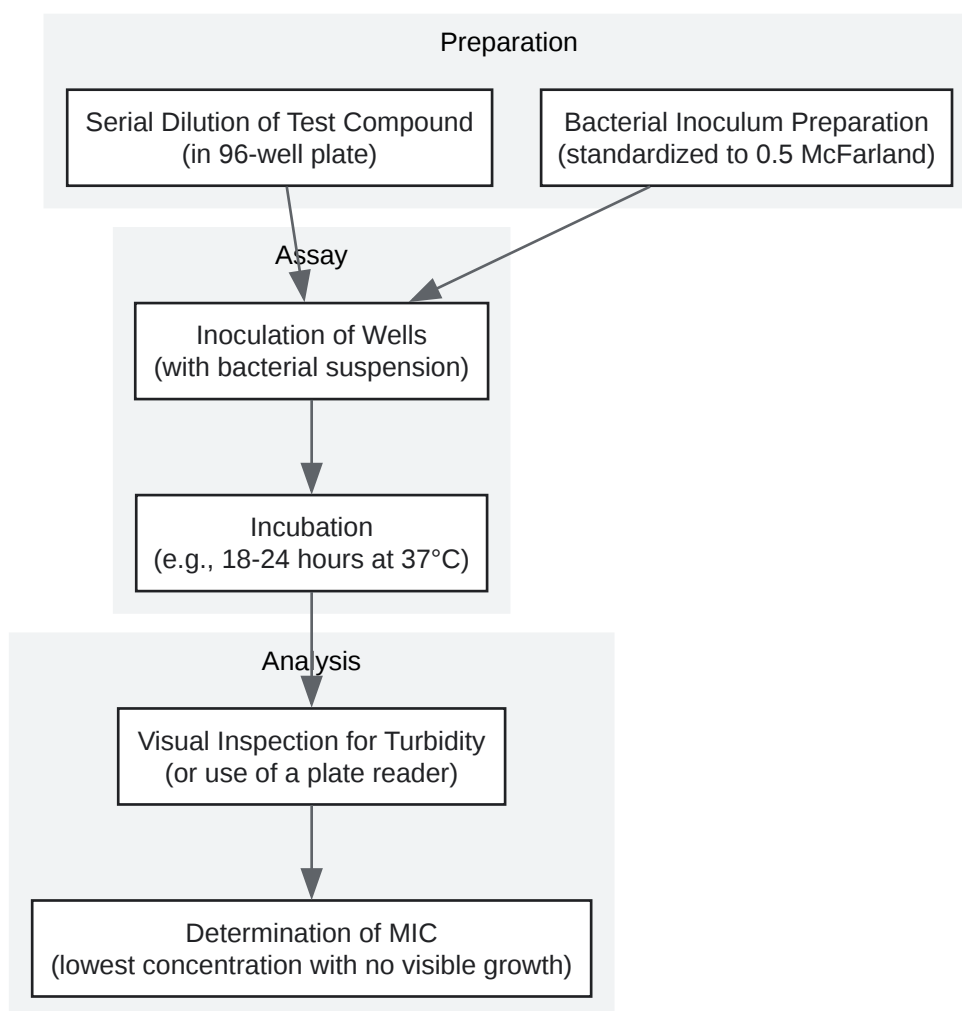 Preparation
Serial Dilution of Test Compound
(in 96-well plate)
Bacterial Inoculum Preparation
(standardized to 0.5 McFarland)
Assay
Inoculation of Wells
(with bacterial suspension)
Incubation
(e.g., 18-24 hours at 37°C)
Analysis
Visual Inspection for Turbidity
(or use of a plate reader)
Determination of MIC
(lowest concentration with no visible growth)